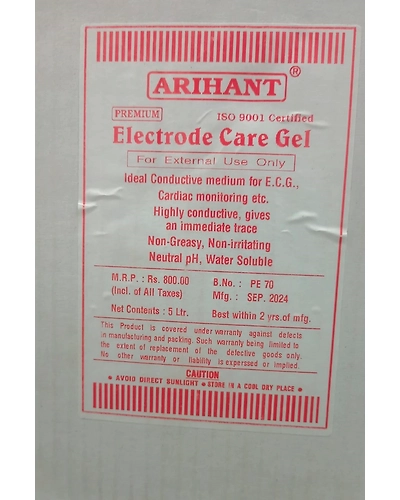 ARIHANT®
PREMIUM ISO 9001 Certified
Electrode Care Gel
For External Use Only
Ideal Conductive medium for E.C.G.,
Cardiac monitoring etc.
Highly conductive, gives
an immediate trace
Non-Greasy, Non-irritating
Neutral pH, Water Soluble
M.R.P. : Rs. 800.00 B.No. : PE 70
(Incl. of All Taxes) Mfg. : SEP. 2024
Net Contents : 5 Ltr. Best within 2 yrs.of mfg.
This Product is covered under warranty against defects
in manufacturing and packing. Such warranty being limited to
the extent of replacement of the defective goods only.
No other warranty or liability is experssed or implied.
CAUTION
• AVOID DIRECT SUNLIGHT • STORE IN A COOL DRY PLACE •